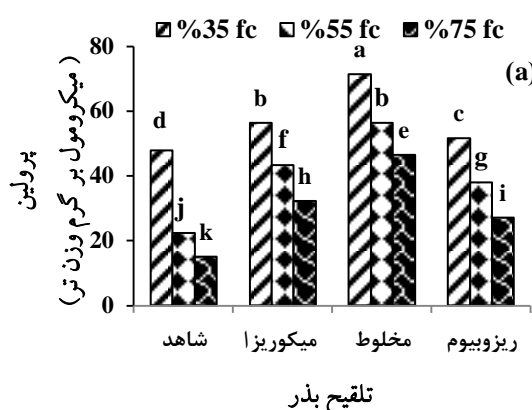 %35 fc %55 fc %75 fc
(a)
80
60
40
20
0
پرولین
(میکرومول بر گرم وزن تر)
d j k b f h a b e c g i
شاهد میکوریزا مخلوط ریزوبیوم
تلقیح بذر